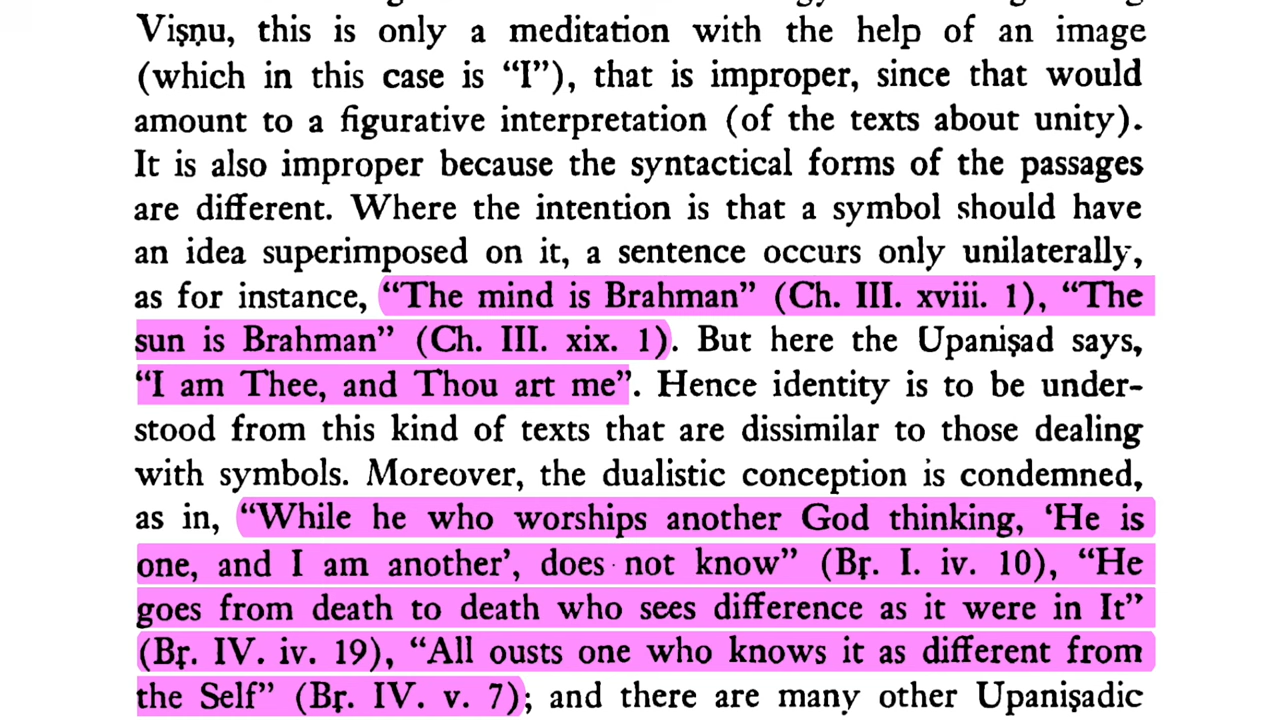 Viṣṇu, this is only a meditation with the help of an image
(which in this case is “I”), that is improper, since that would
amount to a figurative interpretation (of the texts about unity).
It is also improper because the syntactical forms of the passages
are different. Where the intention is that a symbol should have
an idea superimposed on it, a sentence occurs only unilaterally,
as for instance, “The mind is Brahman” (Ch. III. xviii. 1), “The
sun is Brahman” (Ch. III. xix. 1). But here the Upaniṣad says,
“I am Thee, and Thou art me”. Hence identity is to be under-
stood from this kind of texts that are dissimilar to those dealing
with symbols. Moreover, the dualistic conception is condemned,
as in, “While he who worships another God thinking, ‘He is
one, and I am another’, does not know” (Bṛ. I. iv. 10), “He
goes from death to death who sees difference as it were in It”
(Bṛ. IV. iv. 19), “All ousts one who knows it as different from
the Self” (Bṛ. IV. v. 7); and there are many other Upaniṣadic